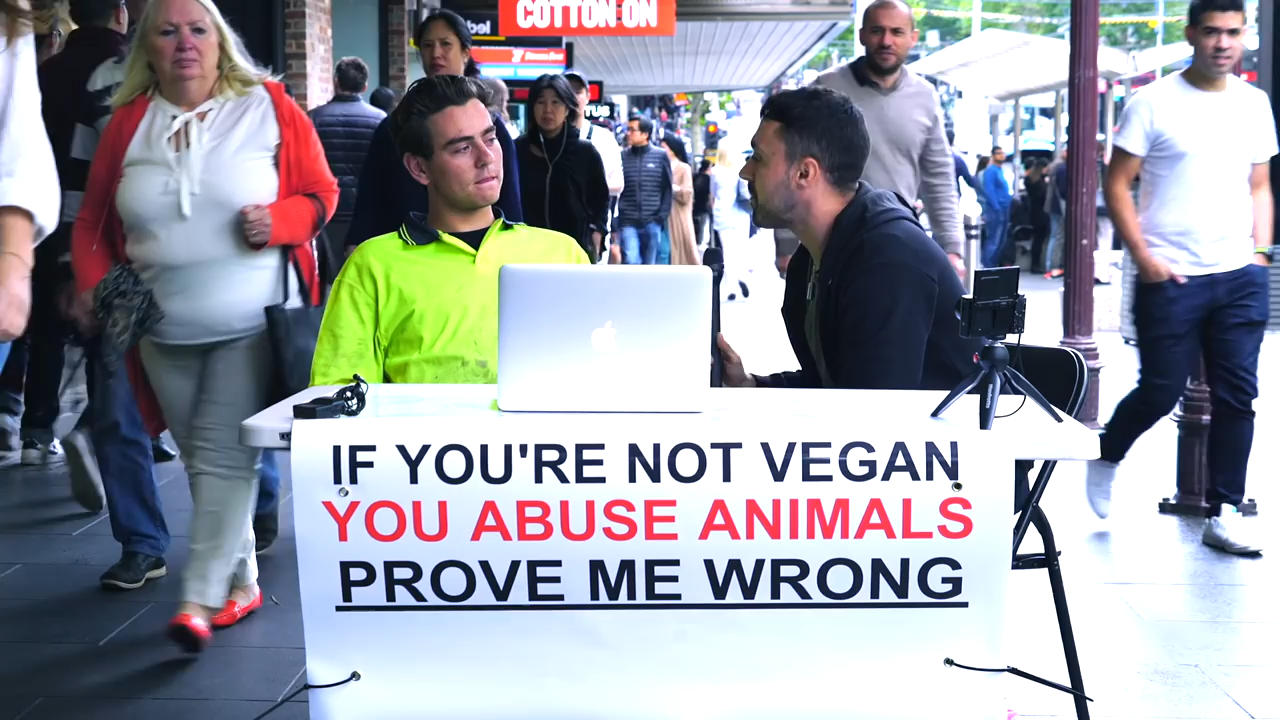 COTTON ON
IF YOU'RE NOT VEGAN
YOU ABUSE ANIMALS
PROVE ME WRONG